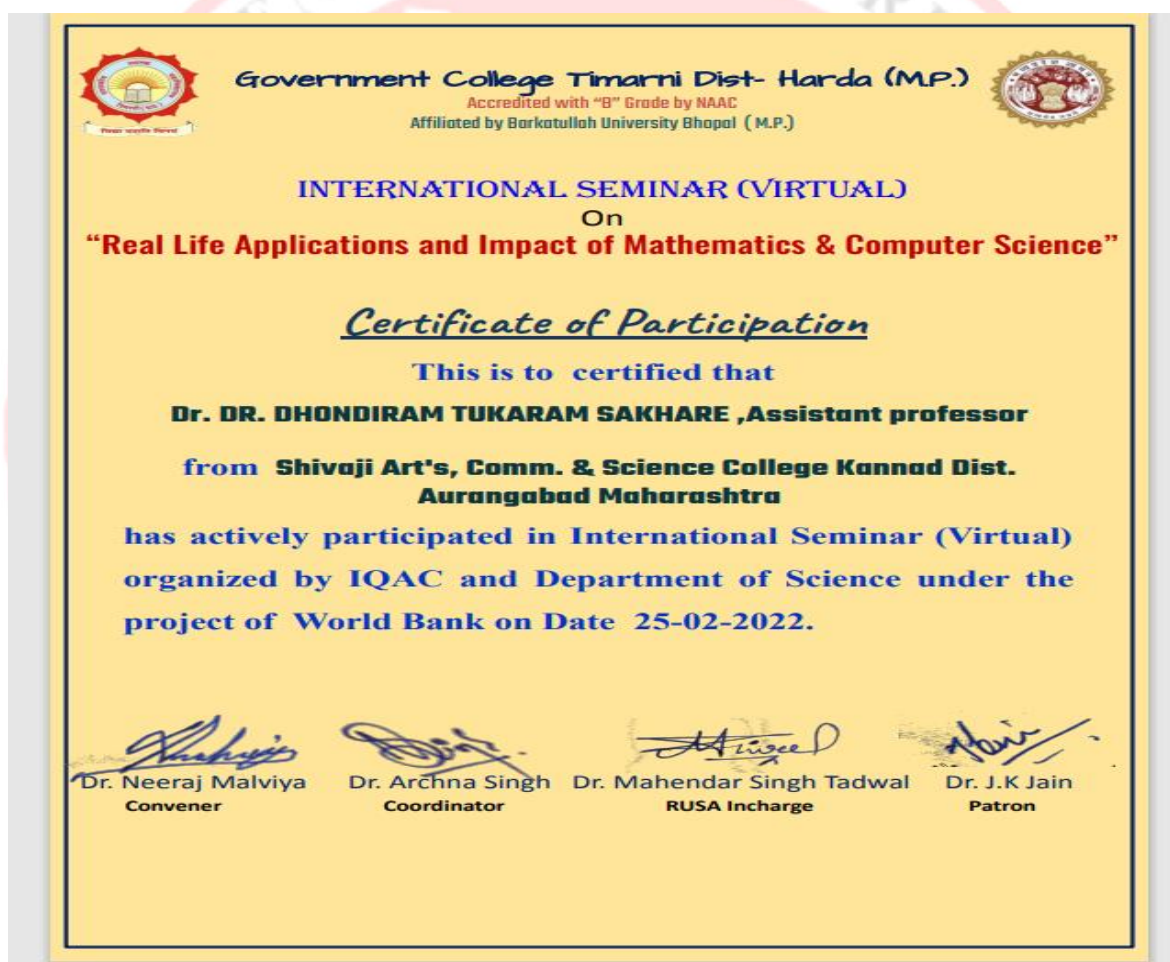 Government College Timarni Dist- Harda (M.P.)
Accredited with “B” Grade by NAAC
Affiliated by Barkatullah University Bhopal ( M.P.)
INTERNATIONAL SEMINAR (VIRTUAL)
On
“Real Life Applications and Impact of Mathematics & Computer Science”
Certificate of Participation
This is to certified that
Dr. DR. DHONDIRAM TUKARAM SAKHARE ,Assistant professor
from Shivaji Art's, Comm. & Science College Kannad Dist.
Aurangabad Maharashtra
has actively participated in International Seminar (Virtual)
organized by IQAC and Department of Science under the
project of World Bank on Date 25-02-2022.
Dr. Neeraj Malviya Dr. Archna Singh Dr. Mahendar Singh Tadwal Dr. J.K Jain
Convener Coordinator RUSA Incharge Patron